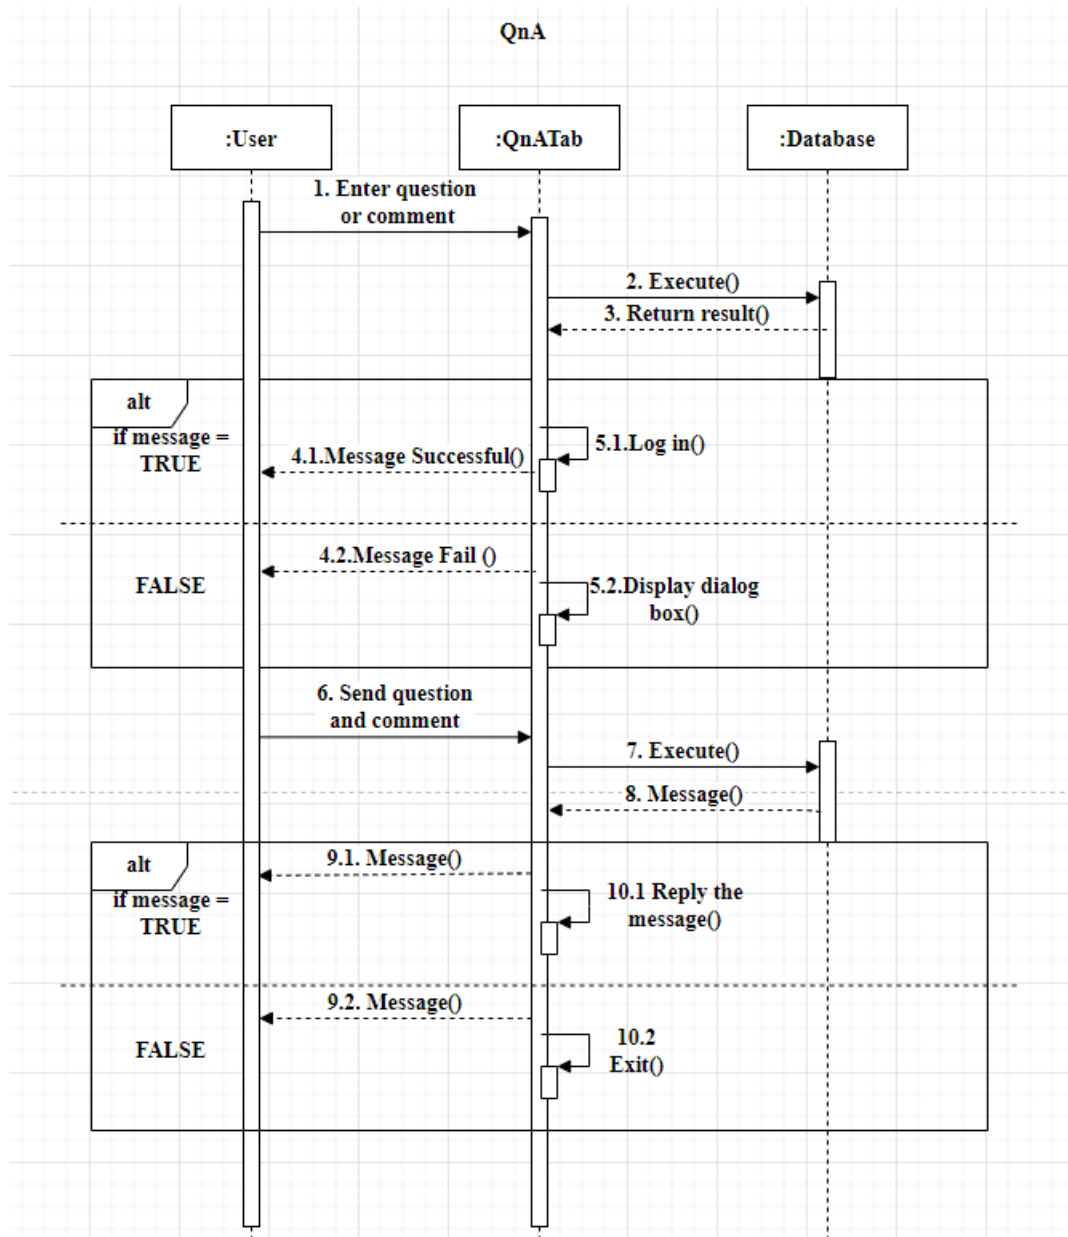 QnA
:User
:QnATab
:Database
1. Enter question
or comment
2. Execute()
3. Return result()
alt
if message =
TRUE
5.1.Log in()
4.1.Message Successful()
4.2.Message Fail ()
FALSE
5.2.Display dialog
box()
6. Send question
and comment
7. Execute()
8. Message()
alt
if message =
TRUE
9.1. Message()
10.1 Reply the
message()
9.2. Message()
FALSE
10.2
Exit()